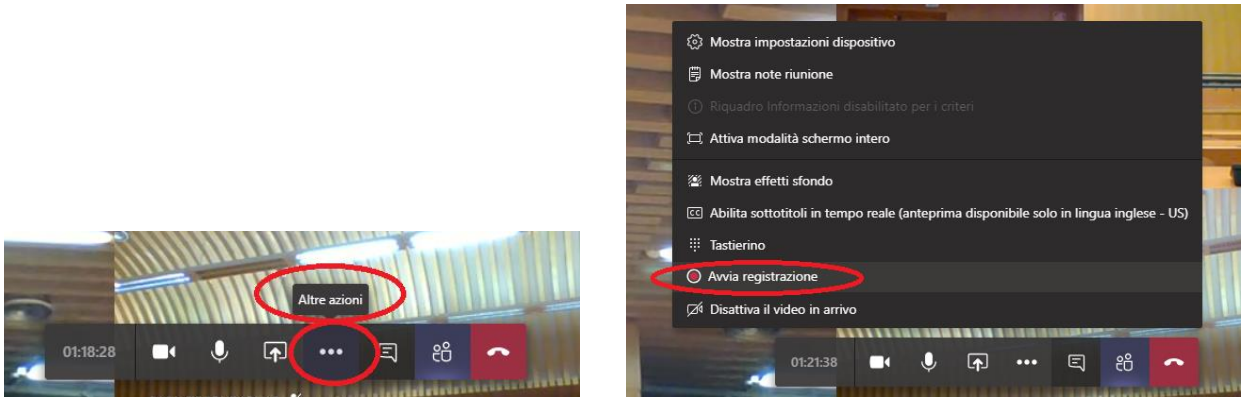 Altre azioni
01:18:28
Mostra impostazioni dispositivo
Mostra note riunione
Riquadro Informazioni disabilitato per i criteri
Attiva modalità schermo intero
Mostra effetti sfondo
CC Abilita sottotitoli in tempo reale (anteprima disponibile solo in lingua inglese - US)
Tastierino
Avvia registrazione
Disattiva il video in arrivo
01:21:38